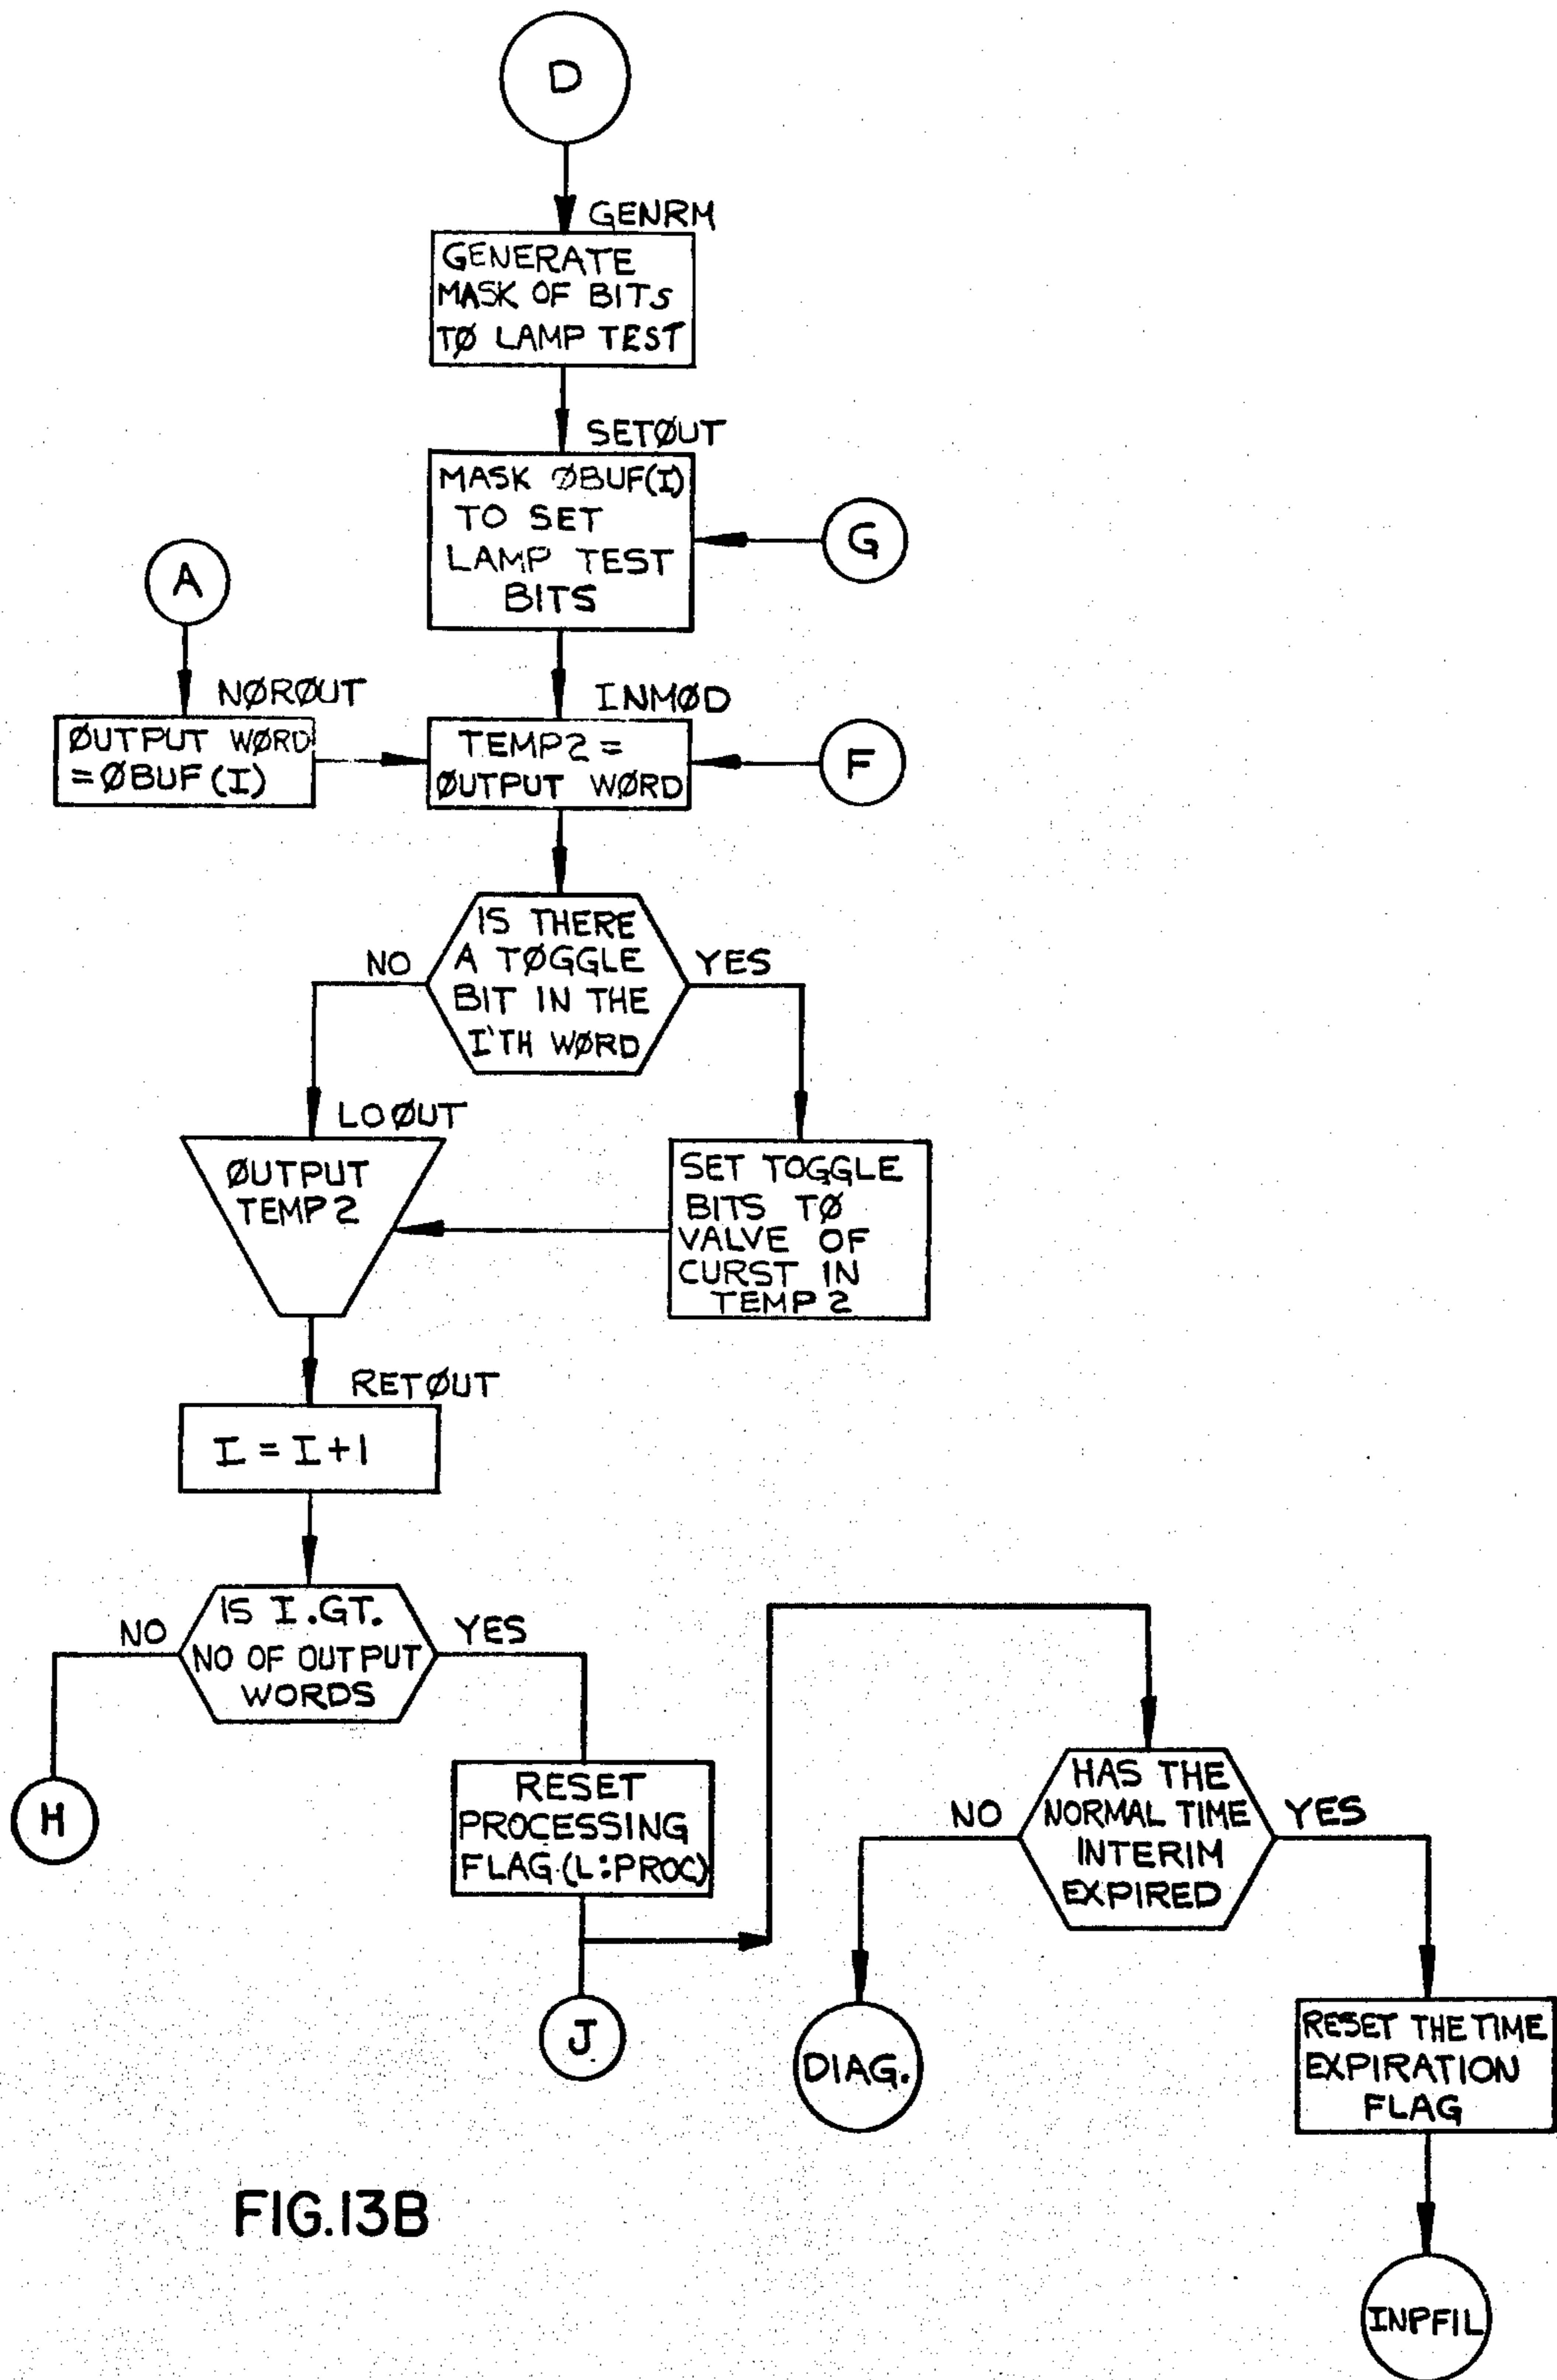 D
GENRM
GENERATE
MASK OF BITS
TØ LAMP TEST
SETØUT
MASK ØBUF(I)
TO SET
LAMP TEST
BITS
G
A
NØRØUT
ØUTPUT WØRD
=ØBUF(I)
INMØD
TEMP2 =
ØUTPUT WØRD
F
IS THERE
A TØGGLE
BIT IN THE
I'TH WØRD
NO
YES
LOØUT
ØUTPUT
TEMP2
SET TOGGLE
BITS TØ
VALVE OF
CURST IN
TEMP2
RETØUT
I = I+1
IS I.GT.
NO OF OUTPUT
WORDS
NO
YES
H
RESET
PROCESSING
FLAG.(L:PROC)
J
HAS THE
NORMAL TIME
INTERIM
EXPIRED
NO
YES
DIAG.
RESET THE TIME
EXPIRATION
FLAG
INPFIL
FIG.13B